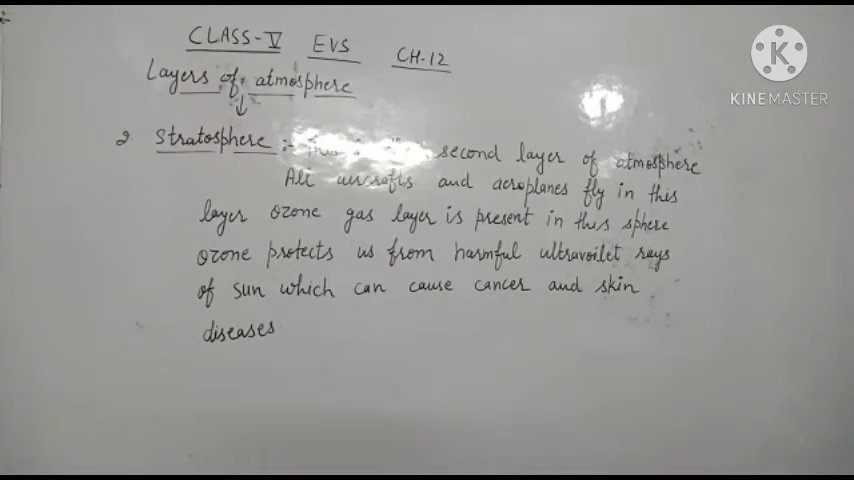 CLASS-V EVS CH-12
Layers of atmosphere
2 Stratosphere :- This is second layer of atmosphere
All aircrafts and aeroplanes fly in this
layer ozone gas layer is present in this sphere
ozone protects us from harmful ultravoilet rays
of sun which can cause cancer and skin
diseases
K
KINEMASTER